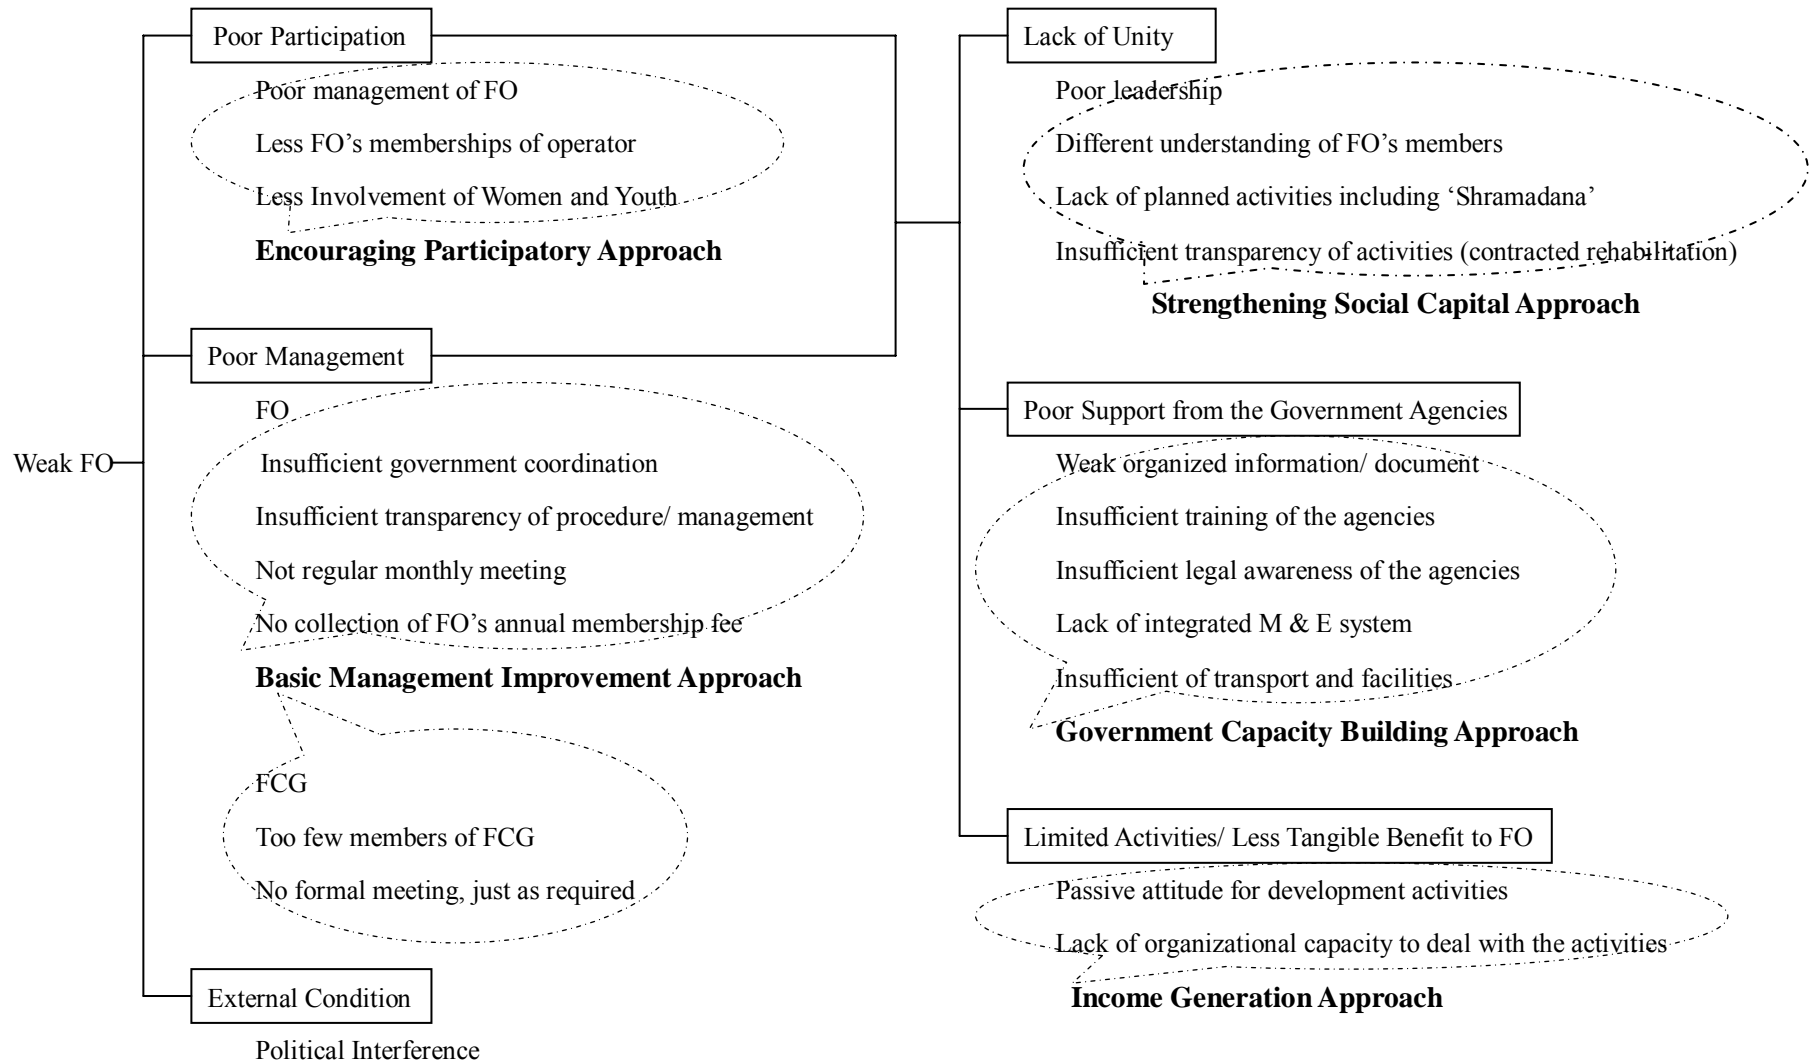 Weak FO
Poor Participation
Poor management of FO
Less FO’s memberships of operator
Less Involvement of Women and Youth
Encouraging Participatory Approach
Poor Management
FO
Insufficient government coordination
Insufficient transparency of procedure/ management
Not regular monthly meeting
No collection of FO’s annual membership fee
Basic Management Improvement Approach
FCG
Too few members of FCG
No formal meeting, just as required
External Condition
Political Interference
Lack of Unity
Poor leadership
Different understanding of FO’s members
Lack of planned activities including ‘Shramadana’
Insufficient transparency of activities (contracted rehabilitation)
Strengthening Social Capital Approach
Poor Support from the Government Agencies
Weak organized information/ document
Insufficient training of the agencies
Insufficient legal awareness of the agencies
Lack of integrated M & E system
Insufficient of transport and facilities
Government Capacity Building Approach
Limited Activities/ Less Tangible Benefit to FO
Passive attitude for development activities
Lack of organizational capacity to deal with the activities
Income Generation Approach